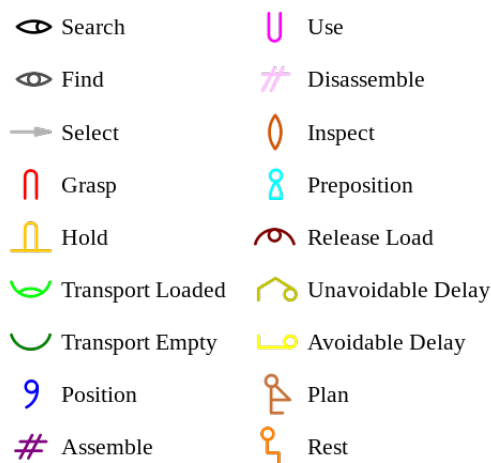 Search
Find
Select
Grasp
Hold
Transport Loaded
Transport Empty
Position
Assemble
Use
Disassemble
Inspect
Preposition
Release Load
Unavoidable Delay
Avoidable Delay
Plan
Rest